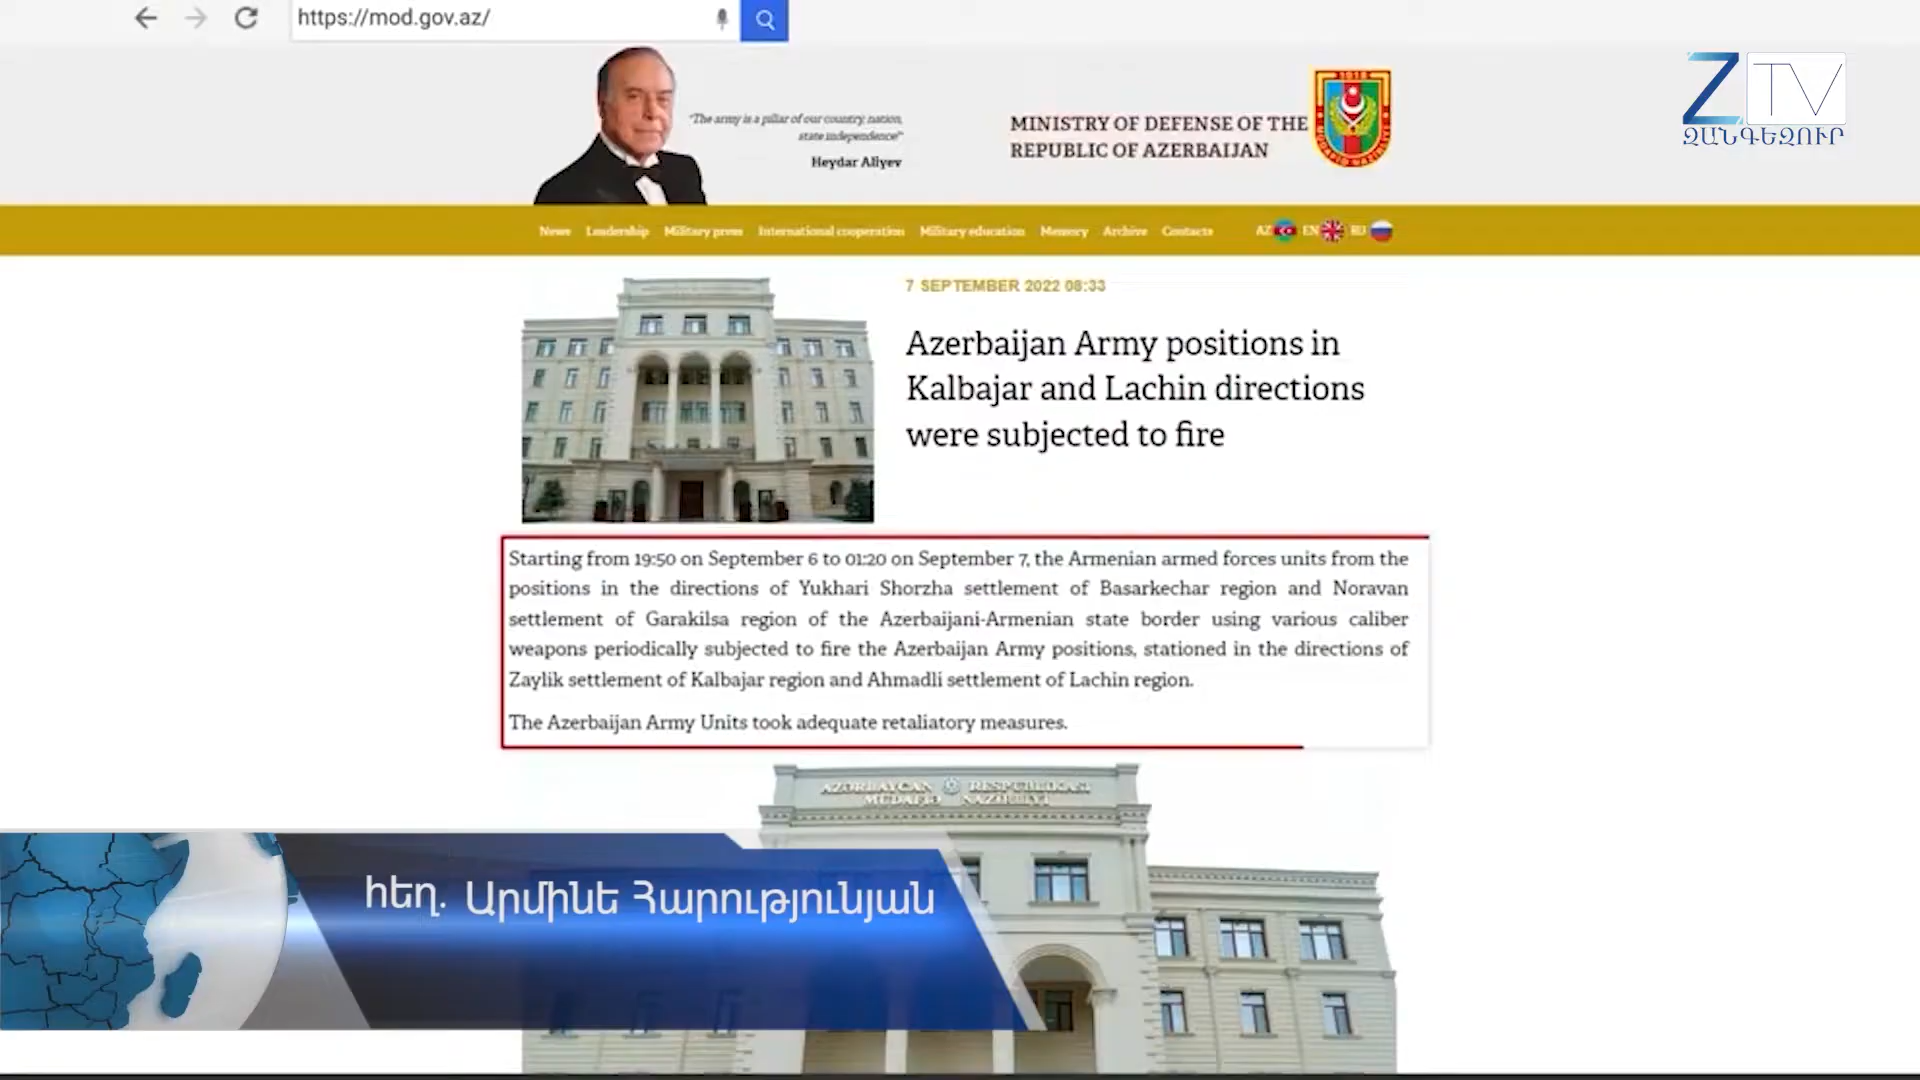 https://mod.gov.az/
ZTV
ԶԱՆԳԵԶՈՒՐ
"The army is a pillar of our country, nation,
state independence!"
Heydar Aliyev
MINISTRY OF DEFENSE OF THE
REPUBLIC OF AZERBAIJAN
1918
News Leadership Military press International cooperation Military education Memory Archive Contacts AZ EN RU
7 SEPTEMBER 2022 08:33
Azerbaijan Army positions in
Kalbajar and Lachin directions
were subjected to fire
Starting from 19:50 on September 6 to 01:20 on September 7, the Armenian armed forces units from the
positions in the directions of Yukhari Shorzha settlement of Basarkechar region and Noravan
settlement of Garakilsa region of the Azerbaijani-Armenian state border using various caliber
weapons periodically subjected to fire the Azerbaijan Army positions, stationed in the directions of
Zaylik settlement of Kalbajar region and Ahmadli settlement of Lachin region.
The Azerbaijan Army Units took adequate retaliatory measures.
AZƏRBAYCAN RESPUBLIKASI
MÜDAFİƏ NAZİRLİYİ
հեղ. Արմինե Հարությունյան